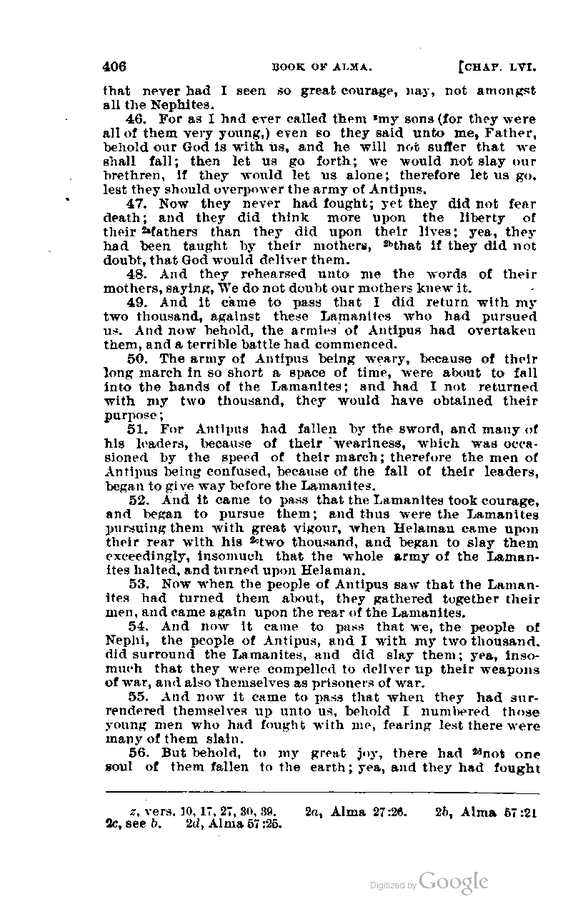 406 BOOK OF ALMA. [CHAP. LVI.
that never had I seen so great courage, nay, not amongst
all the Nephites.
46. For as I had ever called them ᶻmy sons (for they were
all of them very young,) even so they said unto me, Father,
behold our God is with us, and he will not suffer that we
shall fall; then let us go forth; we would not slay our
brethren, if they would let us alone; therefore let us go,
lest they should overpower the army of Antipus.
47. Now they never had fought; yet they did not fear
death; and they did think more upon the liberty of
their ²ᵃfathers than they did upon their lives; yea, they
had been taught by their mothers, ²ᵇthat if they did not
doubt, that God would deliver them.
48. And they rehearsed unto me the words of their
mothers, saying, We do not doubt our mothers knew it.
49. And it came to pass that I did return with my
two thousand, against these Lamanites who had pursued
us. And now behold, the armies of Antipus had overtaken
them, and a terrible battle had commenced.
50. The army of Antipus being weary, because of their
long march in so short a space of time, were about to fall
into the hands of the Lamanites; and had I not returned
with my two thousand, they would have obtained their
purpose;
51. For Antipus had fallen by the sword, and many of
his leaders, because of their weariness, which was occa-
sioned by the speed of their march; therefore the men of
Antipus being confused, because of the fall of their leaders,
began to give way before the Lamanites.
52. And it came to pass that the Lamanites took courage,
and began to pursue them; and thus were the Lamanites
pursuing them with great vigour, when Helaman came upon
their rear with his ²ᶜtwo thousand, and began to slay them
exceedingly, insomuch that the whole army of the Laman-
ites halted, and turned upon Helaman.
53. Now when the people of Antipus saw that the Laman-
ites had turned them about, they gathered together their
men, and came again upon the rear of the Lamanites.
54. And now it came to pass that we, the people of
Nephi, the people of Antipus, and I with my two thousand,
did surround the Lamanites, and did slay them; yea, inso-
much that they were compelled to deliver up their weapons
of war, and also themselves as prisoners of war.
55. And now it came to pass that when they had sur-
rendered themselves up unto us, behold I numbered those
young men who had fought with me, fearing lest there were
many of them slain.
56. But behold, to my great joy, there had ²ᵈnot one
soul of them fallen to the earth; yea, and they had fought
z, vers. 10, 17, 27, 30, 39. 2a, Alma 27:26. 2b, Alma 57:21
2c, see b. 2d, Alma 57:25.
Digitized by Google